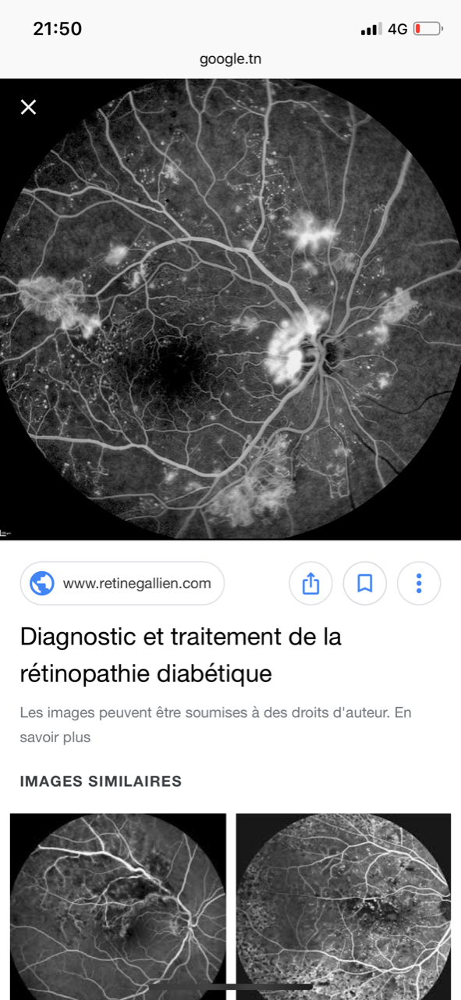 21:50
4G
google.tn
www.retinegallien.com
Diagnostic et traitement de la
rétinopathie diabétique
Les images peuvent être soumises à des droits d'auteur. En
savoir plus
IMAGES SIMILAIRES